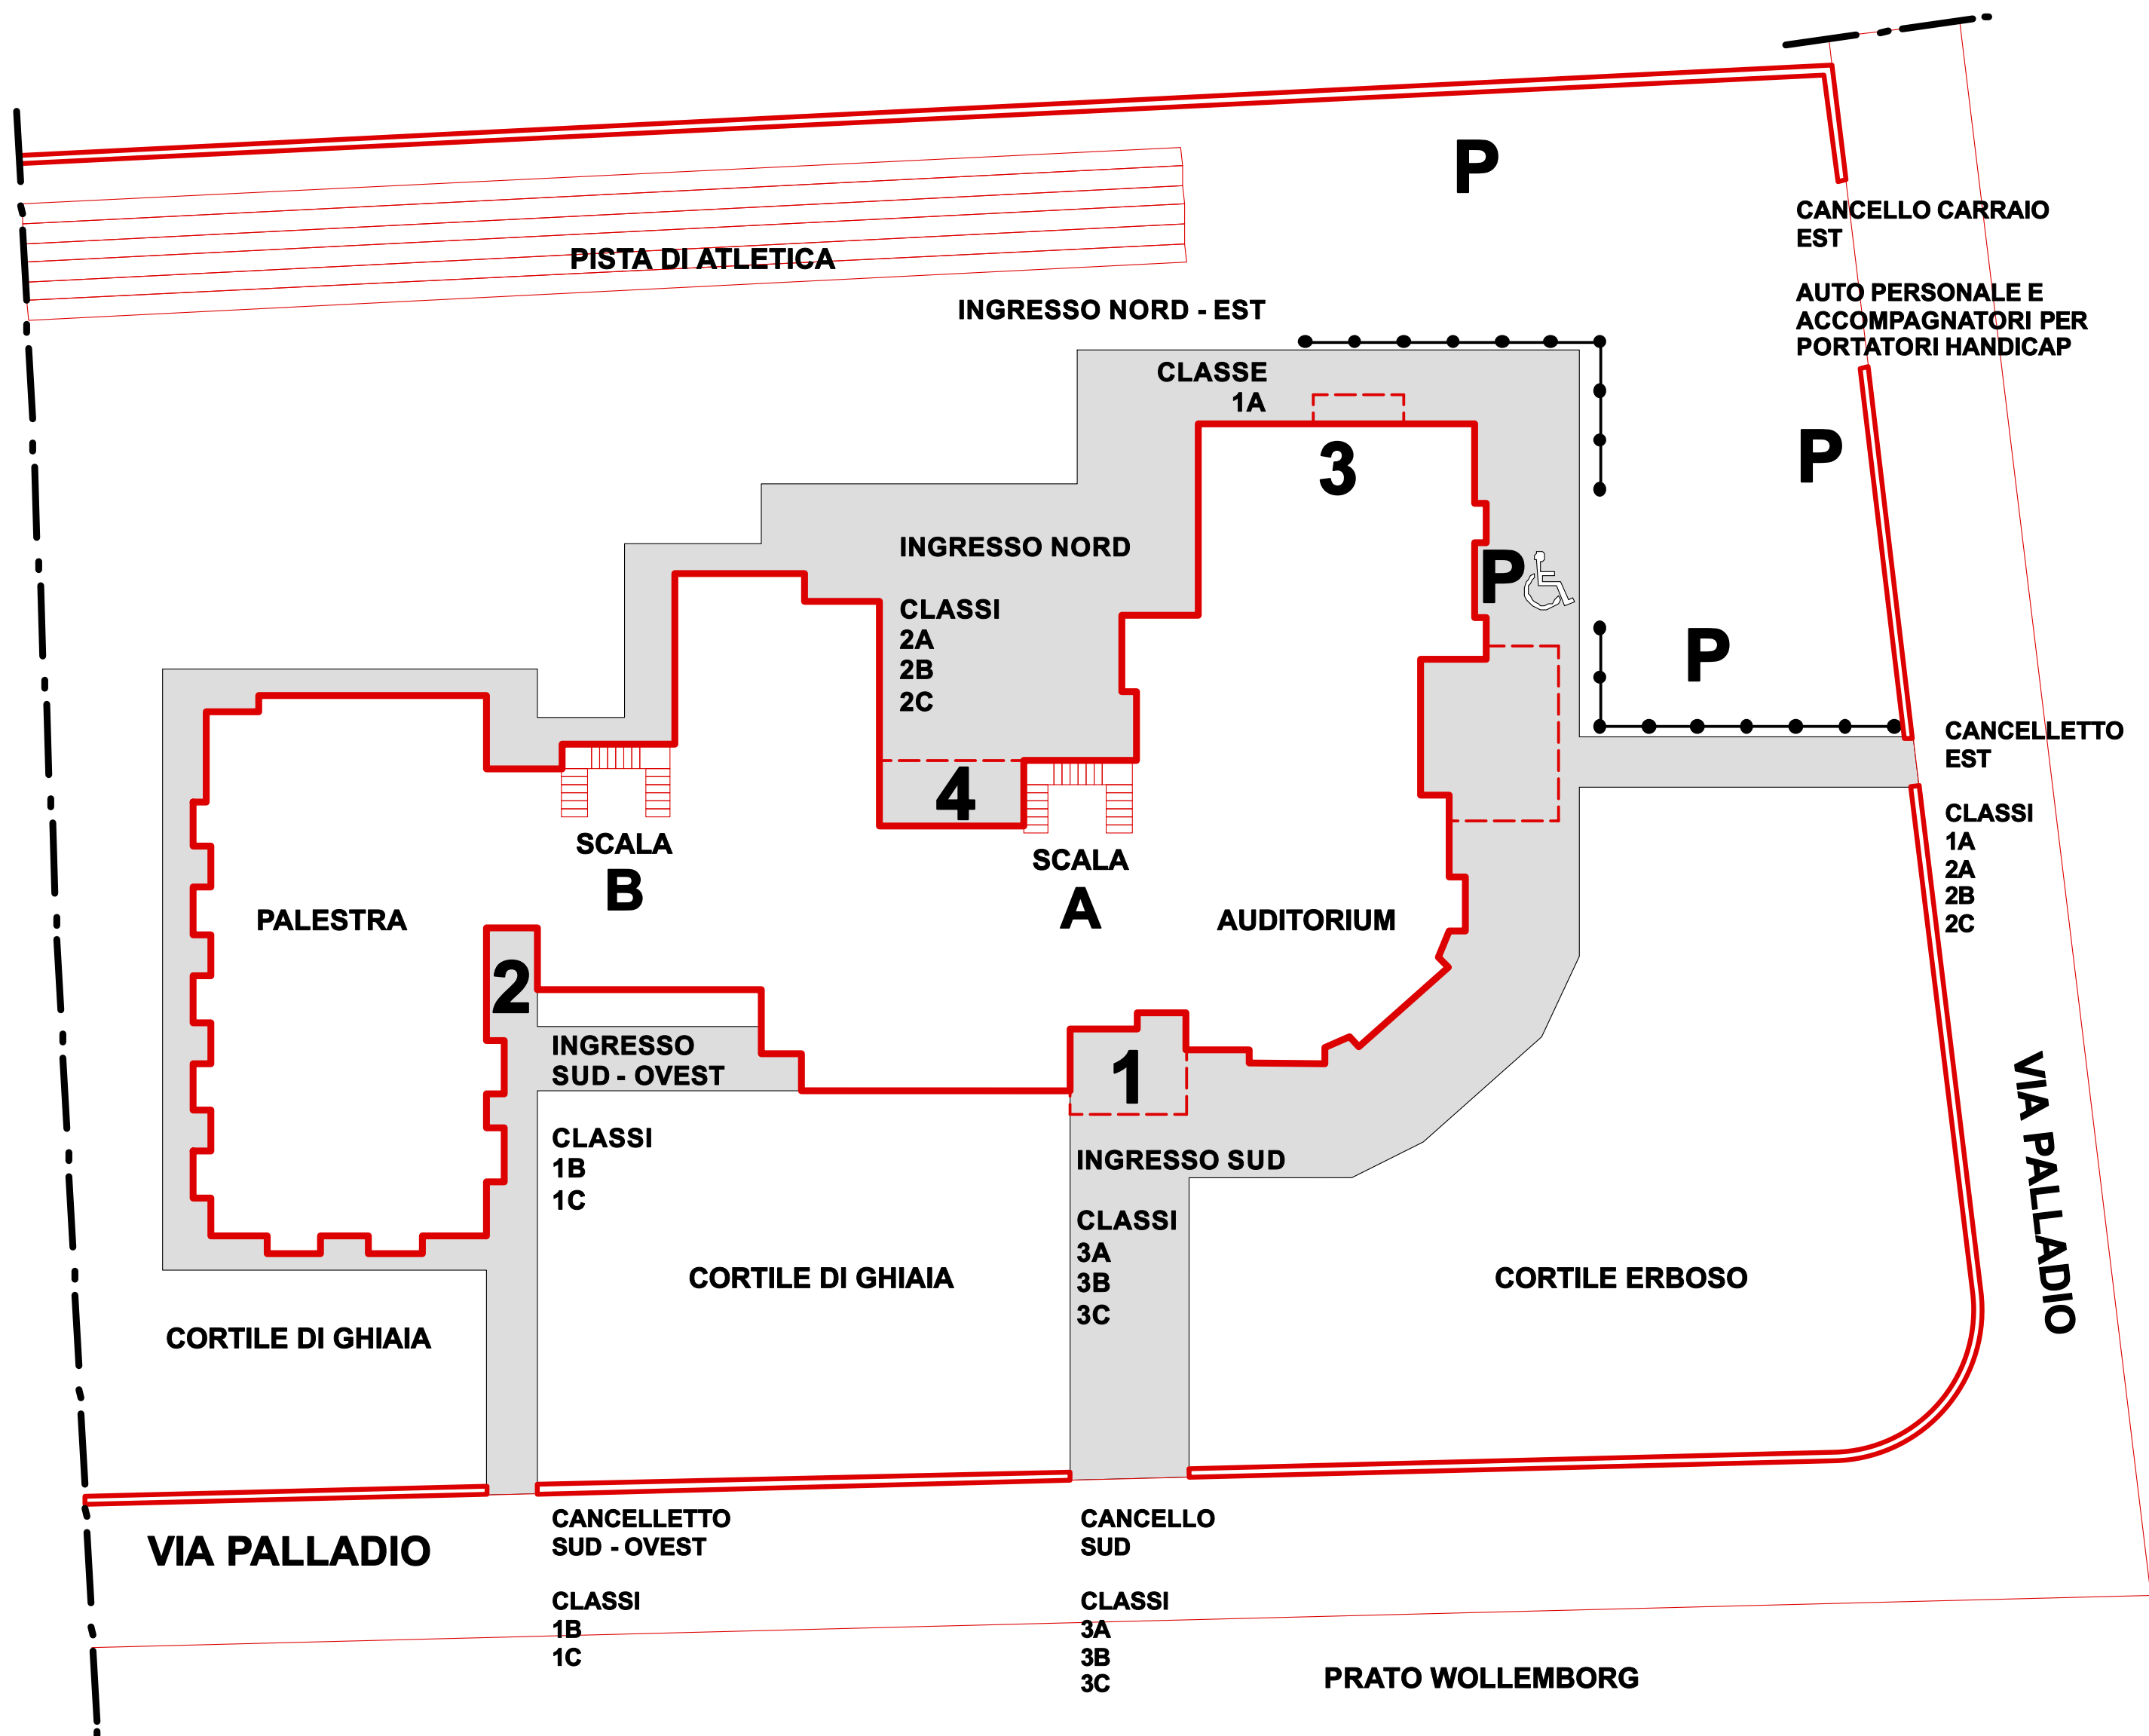 P
CANCELLO CARRAIO
EST
AUTO PERSONALE E
ACCOMPAGNATORI PER
PORTATORI HANDICAP
PISTA DI ATLETICA
INGRESSO NORD - EST
CLASSE
1A
3
P
INGRESSO NORD
CLASSI
2A
2B
2C
P
P
CANCELLETTO
EST
CLASSI
1A
2A
2B
2C
4
SCALA
B
SCALA
A
PALESTRA
AUDITORIUM
2
INGRESSO
SUD - OVEST
CLASSI
1B
1C
1
INGRESSO SUD
CLASSI
3A
3B
3C
VIA PALLADIO
CORTILE DI GHIAIA
CORTILE ERBOSO
CORTILE DI GHIAIA
VIA PALLADIO
CANCELLETTO
SUD - OVEST
CLASSI
1B
1C
CANCELLO
SUD
CLASSI
3A
3B
3C
PRATO WOLLEMBORG